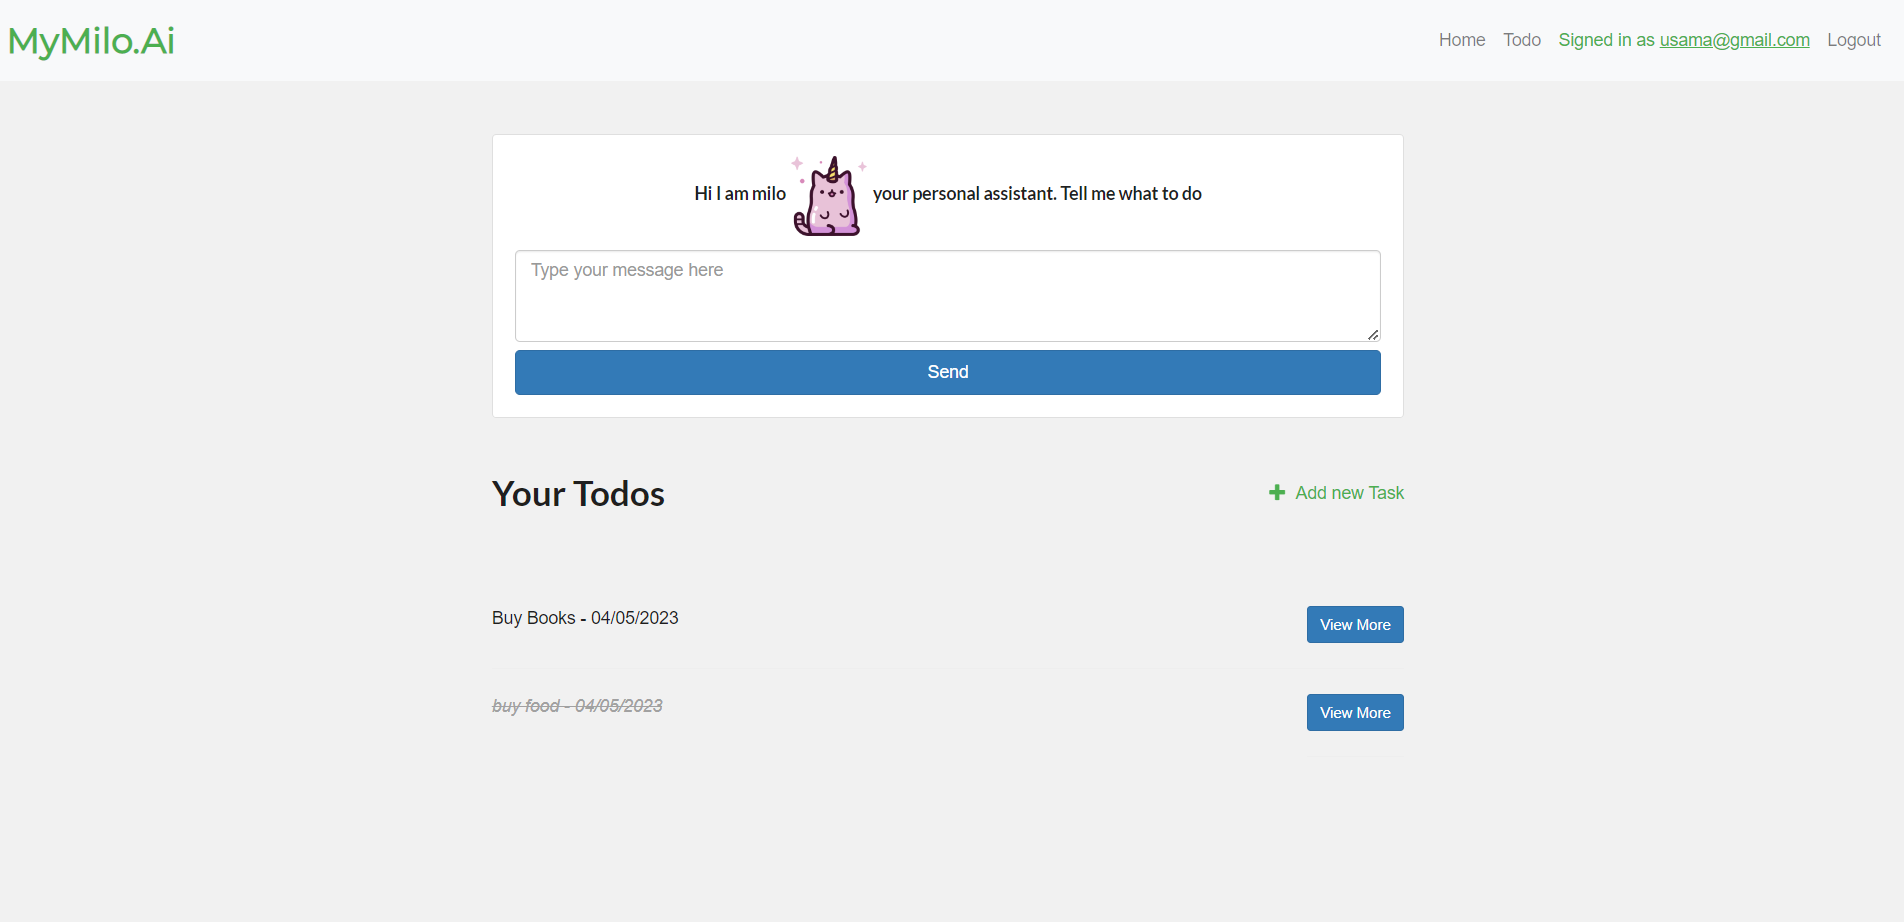 MyMilo.Ai
Home Todo Signed in as usama@gmail.com Logout
Hi I am milo your personal assistant. Tell me what to do
Type your message here
Send
Your Todos
Add new Task
Buy Books - 04/05/2023
View More
buy food - 04/05/2023
View More